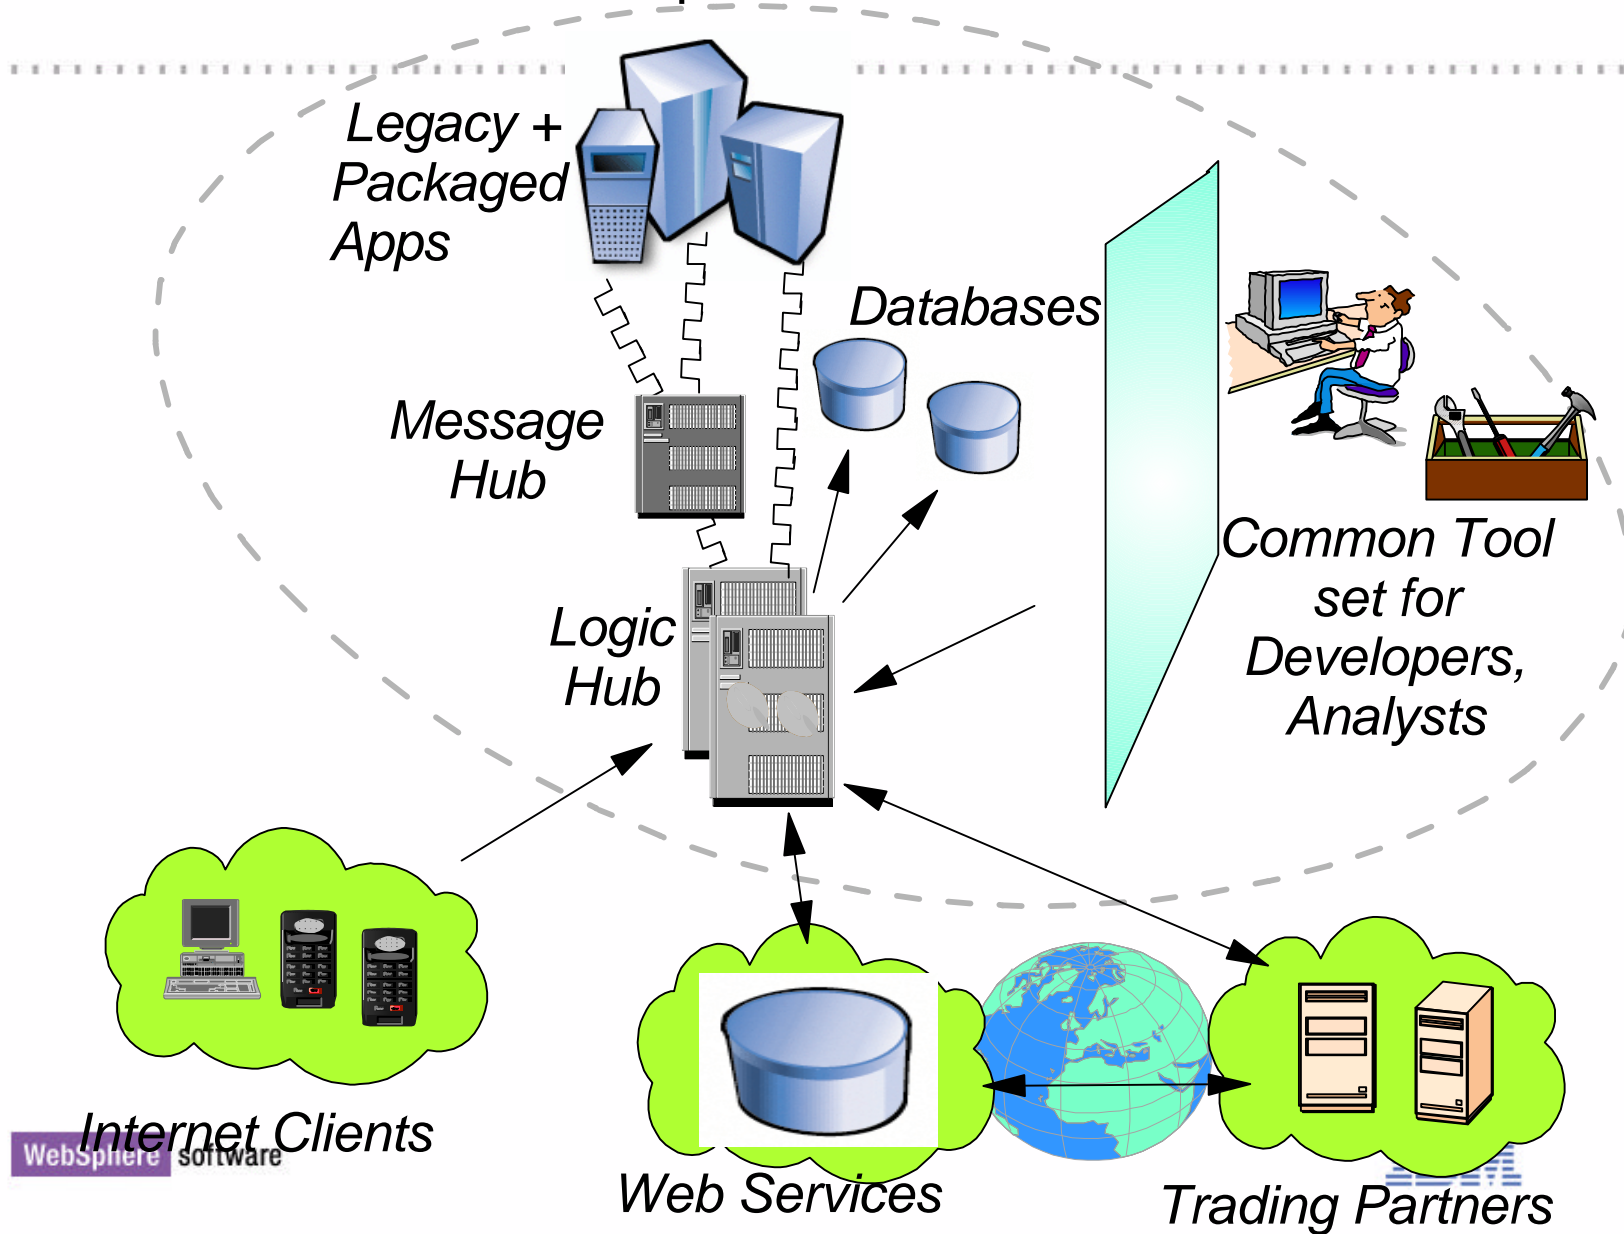 Legacy +
Packaged
Apps
Databases
Message
Hub
Common Tool
set for
Developers,
Analysts
Logic
Hub
Internet Clients
WebSphere software
Web Services
IBM
Trading Partners